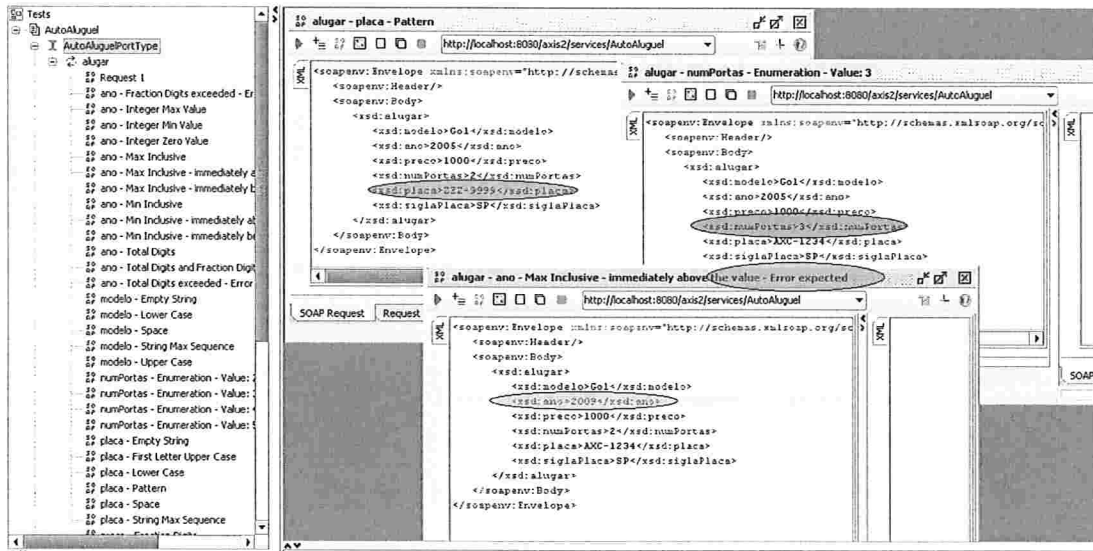 Tests
AutoAluguel
AutoAluguelPortType
alugar
Request 1
ano - Fraction Digits exceeded - Er
ano - Integer Max Value
ano - Integer Min Value
ano - Integer Zero Value
ano - Max Inclusive
ano - Max Inclusive - immediately a
ano - Max Inclusive - immediately b
ano - Min Inclusive
ano - Min Inclusive - immediately ab
ano - Min Inclusive - immediately be
ano - Total Digits
ano - Total Digits and Fraction Digit
ano - Total Digits exceeded - Error
modelo - Empty String
modelo - Lower Case
modelo - Space
modelo - String Max Sequence
modelo - Upper Case
numPortas - Enumeration - Value: 2
numPortas - Enumeration - Value:
numPortas - Enumeration - Value:
numPortas - Enumeration - Value:
placa - Empty String
placa - First Letter Upper Case
placa - Lower Case
placa - Pattern
placa - Space
placa - String Max Sequence
alugar - placa - Pattern
http://localhost:8080/axis2/services/AutoAluguel
XML
<soapenv:Envelope xmlns:soapenv="http://schemas
<soapenv:Header/>
<soapenv:Body>
<xsd:alugar>
<xsd:modelo>Gol</xsd:modelo>
<xsd:ano>2005</xsd:ano>
<xsd:preco>1000</xsd:preco>
<xsd:numPortas>2</xsd:numPortas>
<xsd:placa>ZZZ-9999</xsd:placa>
<xsd:siglaPlaca>SP</xsd:siglaPlaca>
</xsd:alugar>
</soapenv:Body>
</soapenv:Envelope>
SOAP Request
Request
alugar - numPortas - Enumeration - Value: 3
http://localhost:8080/axis2/services/AutoAluguel
XML
<soapenv:Envelope xmlns:soapenv="http://schemas.xmlsoap.org/so
<soapenv:Header/>
<soapenv:Body>
<xsd:alugar>
<xsd:modelo>Gol</xsd:modelo>
<xsd:ano>2005</xsd:ano>
<xsd:preco>1000</xsd:preco>
<xsd:numPortas>3</xsd:numPortas>
<xsd:placa>AXC-1234</xsd:placa>
<xsd:siglaPlaca>SP</xsd:siglaPlaca>
XML
SOAP
alugar - ano - Max Inclusive - immediately above the value - Error expected
http://localhost:8080/axis2/services/AutoAluguel
XML
<soapenv:Envelope xmlns:soapenv="http://schemas.xmlsoap.org/so
<soapenv:Header/>
<soapenv:Body>
<xsd:alugar>
<xsd:modelo>Gol</xsd:modelo>
<xsd:ano>2009</xsd:ano>
<xsd:preco>1000</xsd:preco>
<xsd:numPortas>2</xsd:numPortas>
<xsd:placa>AXC-1234</xsd:placa>
<xsd:siglaPlaca>SP</xsd:siglaPlaca>
</xsd:alugar>
</soapenv:Body>
</soapenv:Envelope>
XML